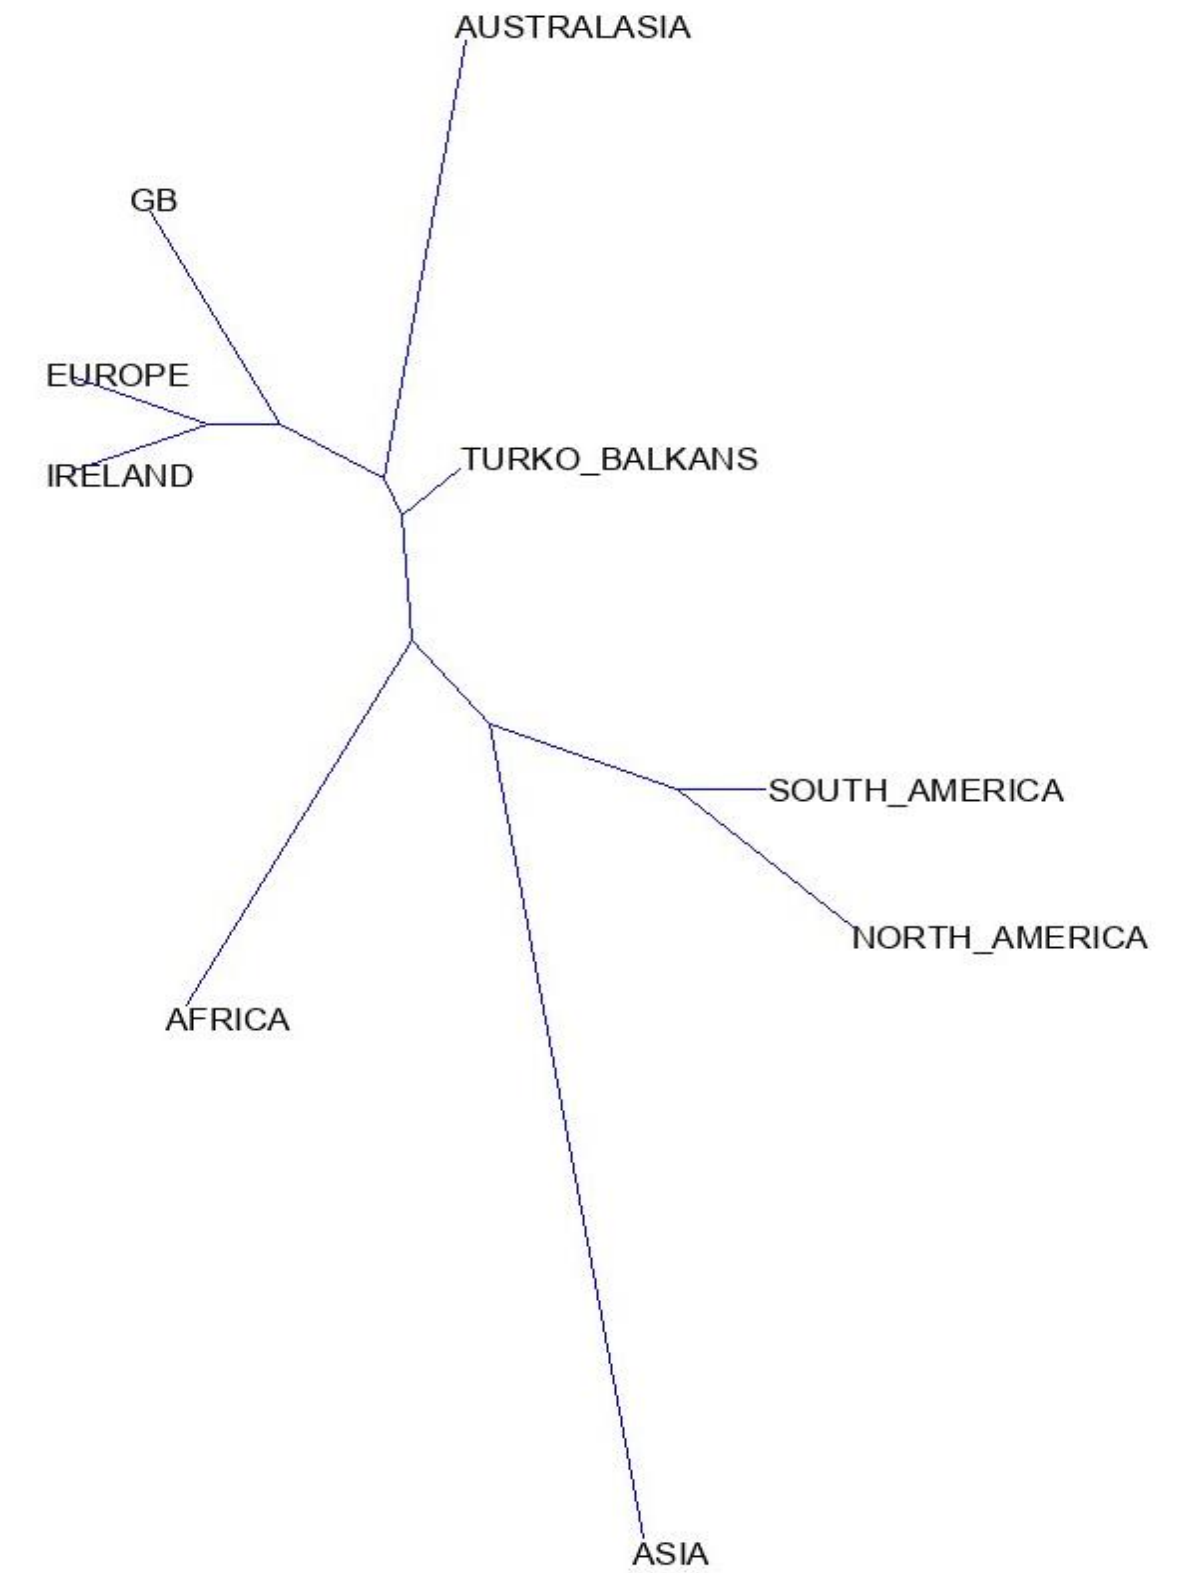 AUSTRALASIA
GB
EUROPE
TURKO_BALKANS
IRELAND
SOUTH_AMERICA
NORTH_AMERICA
AFRICA
ASIA